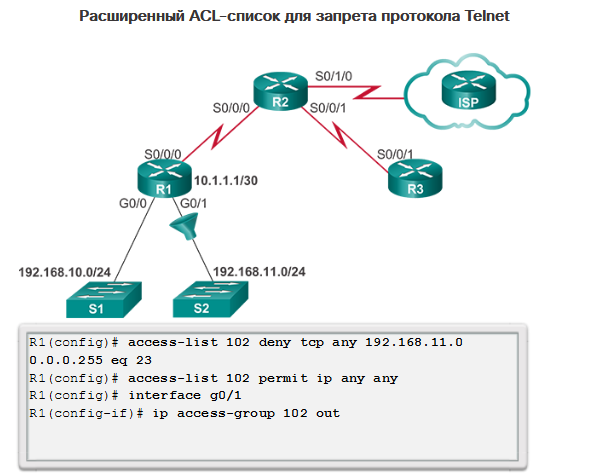 Расширенный ACL-список для запрета протокола Telnet
S0/1/0
R2
ISP
S0/0/0
S0/0/1
S0/0/0
S0/0/1
R1
10.1.1.1/30
R3
G0/0
G0/1
192.168.10.0/24
192.168.11.0/24
S1
S2
R1(config)# access-list 102 deny tcp any 192.168.11.0
0.0.0.255 eq 23
R1(config)# access-list 102 permit ip any any
R1(config)# interface g0/1
R1(config-if)# ip access-group 102 out